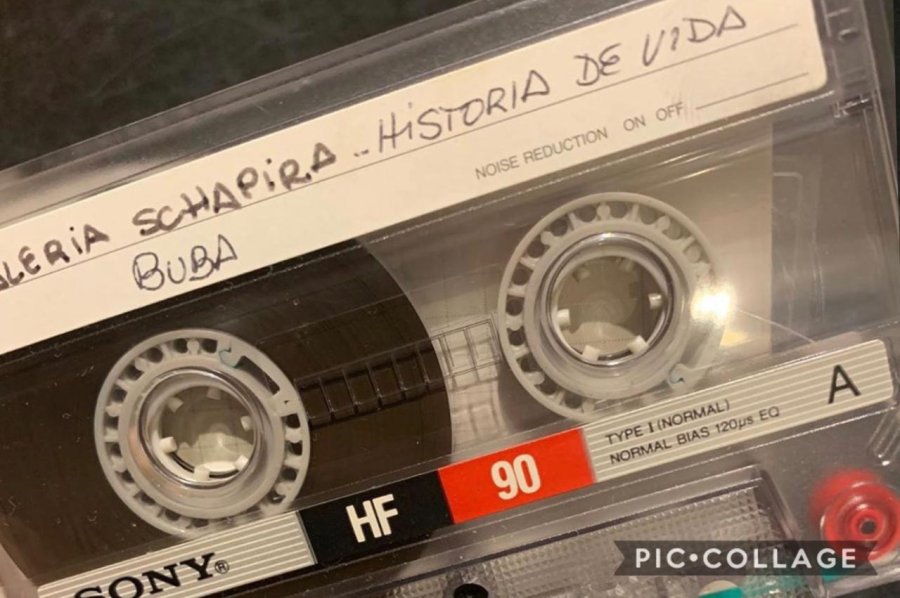 ALERIA SCHAPIRA .. HISTORIA DE VIDA
BUBA
NOISE REDUCTION ON OFF
A
TYPE I (NORMAL)
NORMAL BIAS 120µs EQ
90
HF
SONY®
PIC•COLLAGE